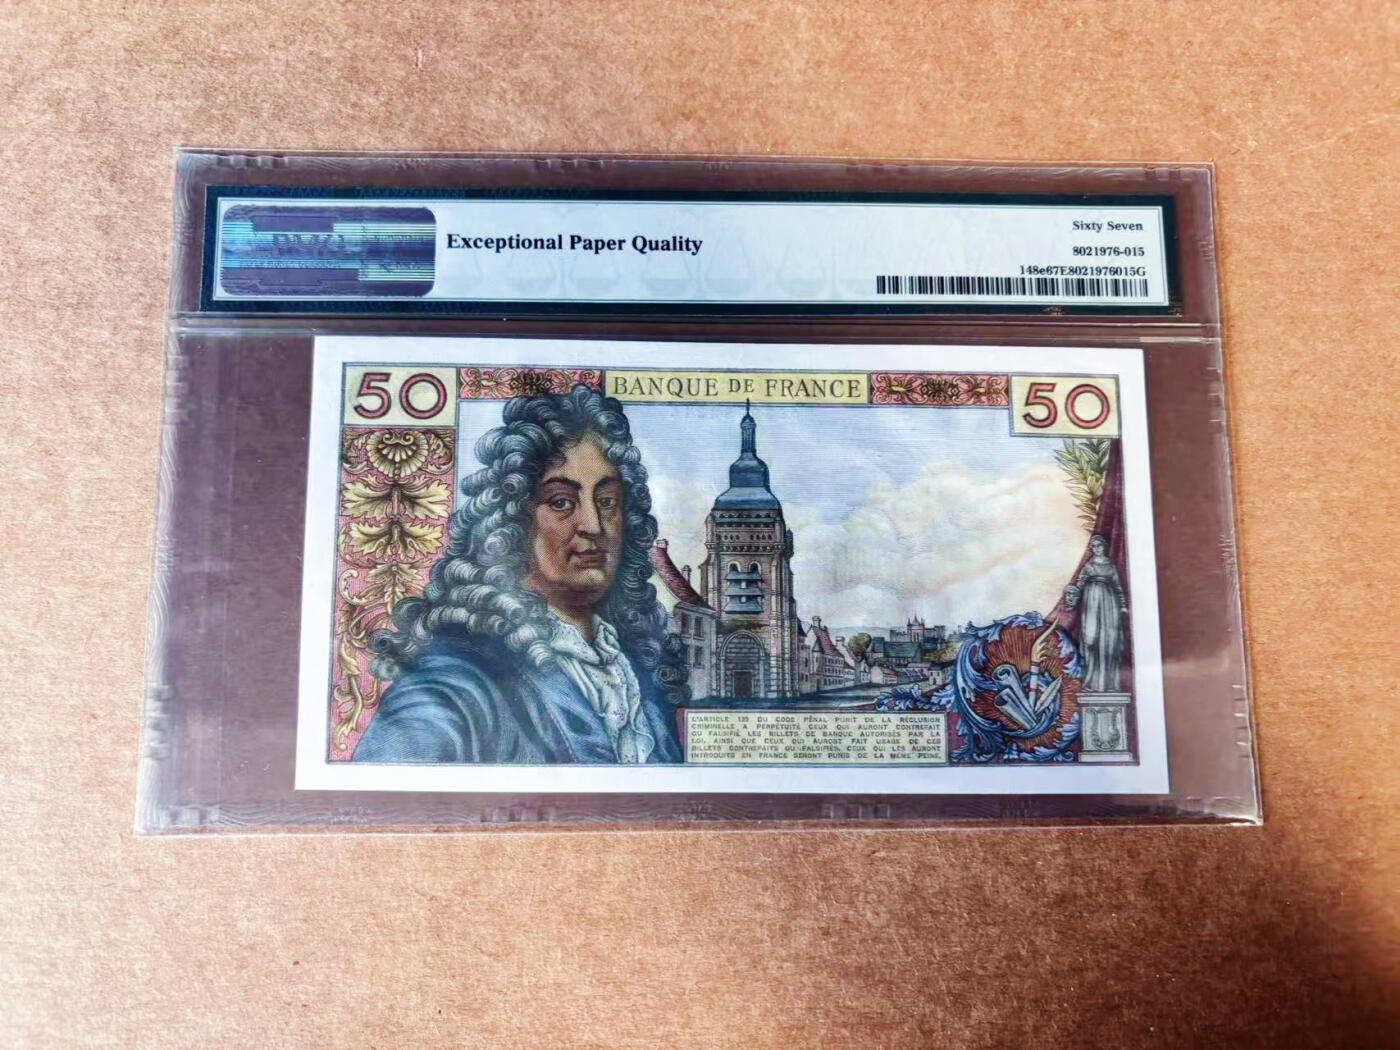 Exceptional Paper Quality
Sixty Seven
8021976-015
148e67E8021976015G
50
BANQUE DE FRANCE
50
L'ARTICLE 139 DU CODE PÉNAL PUNIT DE LA RÉCLUSION
CRIMINELLE A PERPÉTUITÉ CEUX QUI AURONT CONTREFAIT
OU FALSIFIÉ LES BILLETS DE BANQUE AUTORISÉS PAR LA
LOI, AINSI QUE CEUX QUI AURONT FAIT USAGE DE CES
BILLETS CONTREFAITS OU FALSIFIÉS. CEUX QUI LES AURONT
INTRODUITS EN FRANCE SERONT PUNIS DE LA MÊME PEINE.